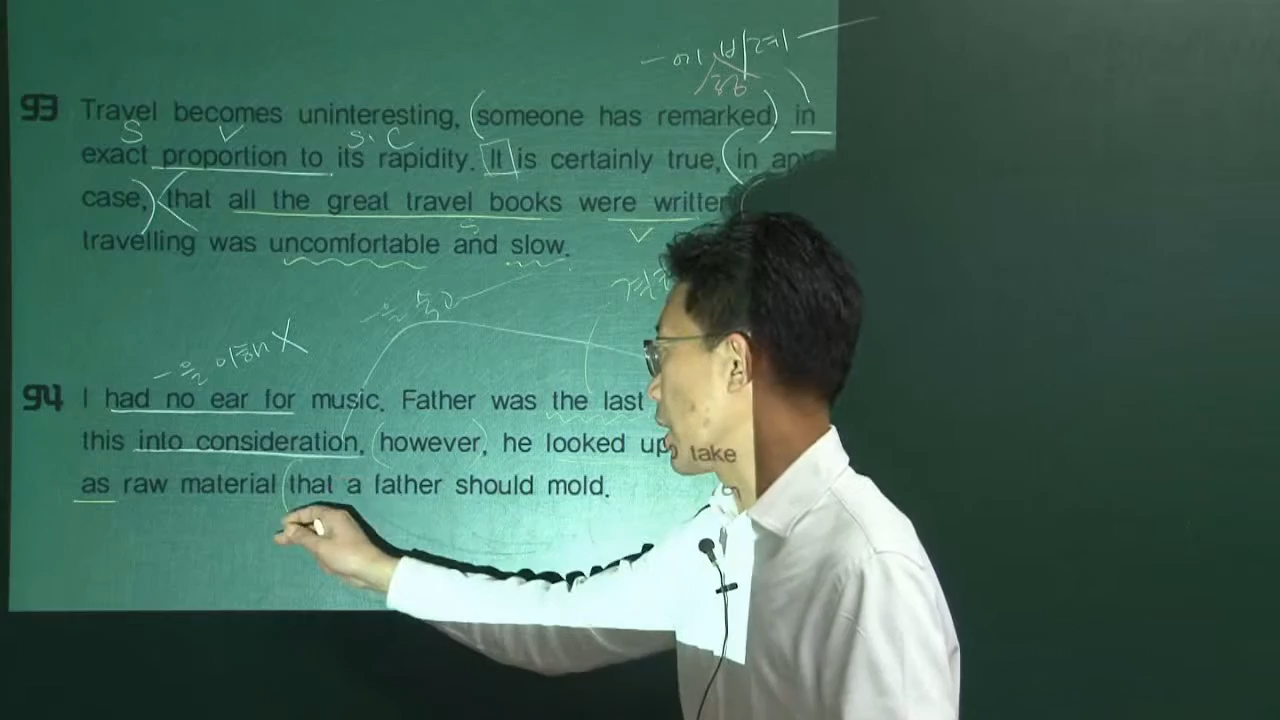 93 Travel becomes uninteresting, (someone has remarked) in
S V S.C
exact proportion to its rapidity. It is certainly true, (in any
case,) <that all the great travel books were written
S V
travelling was uncomfortable and slow.
94 I had no ear for music. Father was the last
this into consideration, (however), he looked up take
as raw material that a father should mold.